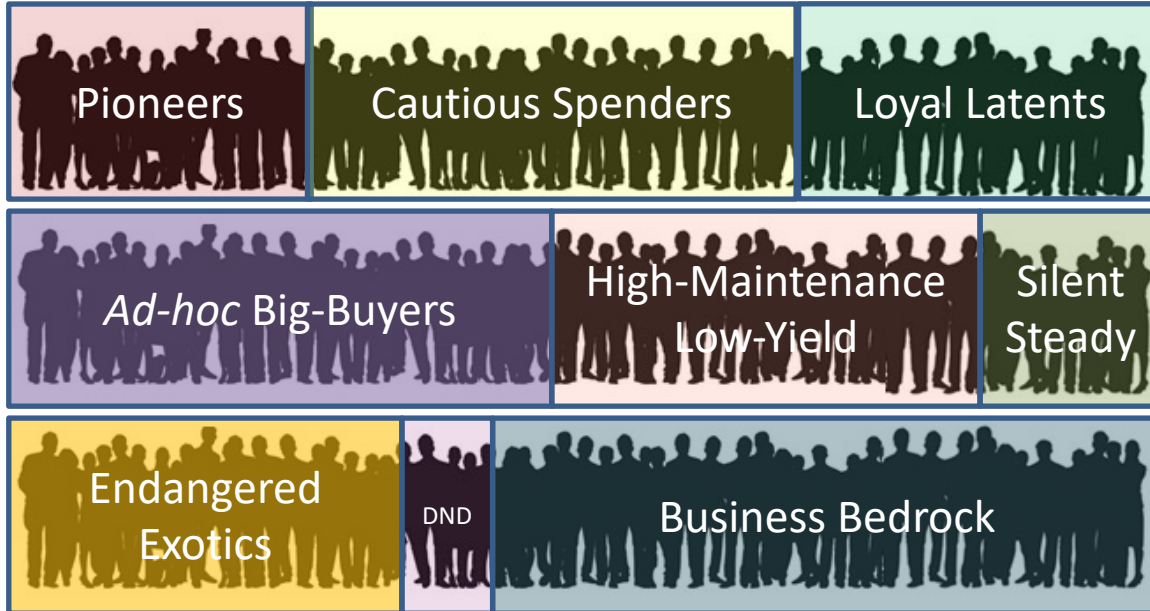 Pioneers
Cautious Spenders
Loyal Latents
Ad-hoc Big-Buyers
High-Maintenance
Low-Yield
Silent
Steady
Endangered
Exotics
DND
Business Bedrock